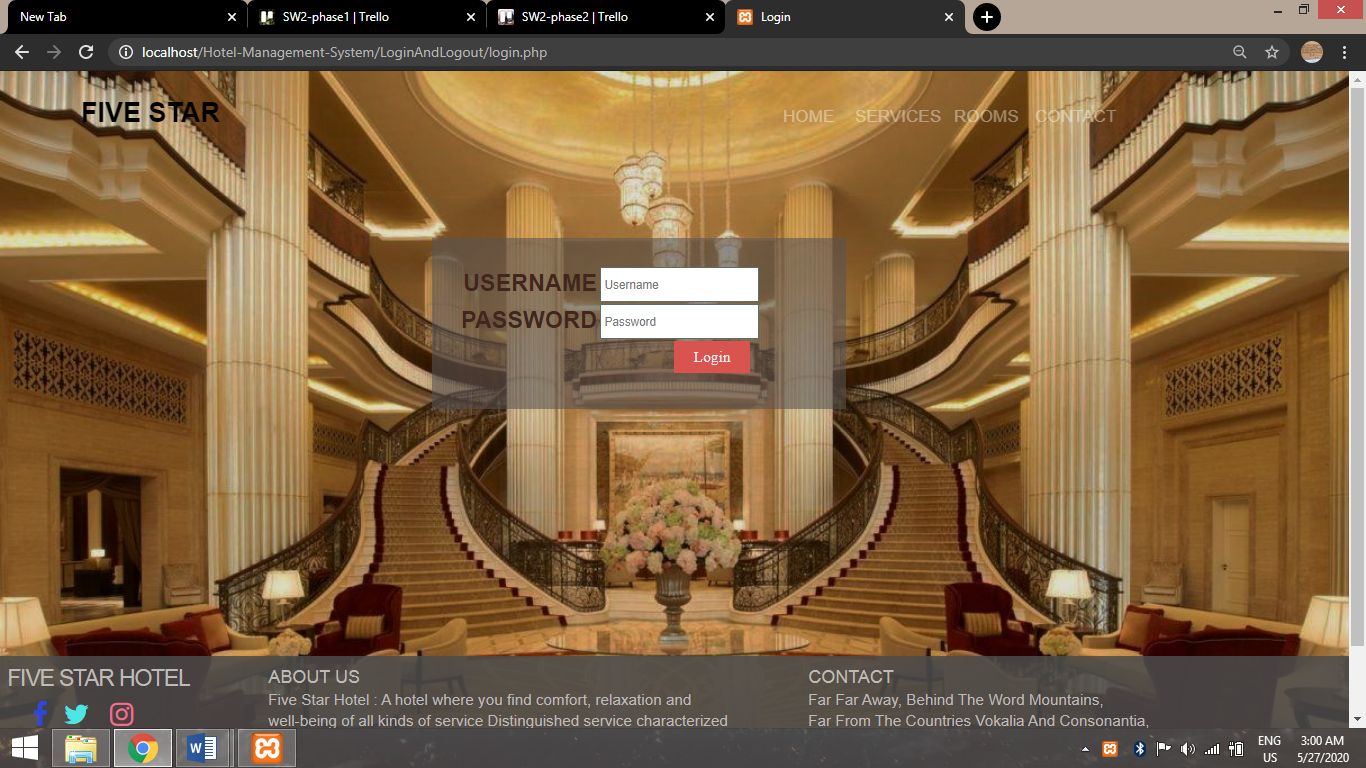 New Tab
SW2-phase1 | Trello
SW2-phase2 | Trello
Login
localhost/Hotel-Management-System/LoginAndLogout/login.php
FIVE STAR
HOME SERVICES ROOMS CONTACT
USERNAME Username
PASSWORD Password
Login
FIVE STAR HOTEL
ABOUT US
Five Star Hotel : A hotel where you find comfort, relaxation and
well-being of all kinds of service Distinguished service characterized
CONTACT
Far Far Away, Behind The Word Mountains,
Far From The Countries Vokalia And Consonantia,
ENG
US
3:00 AM
5/27/2020